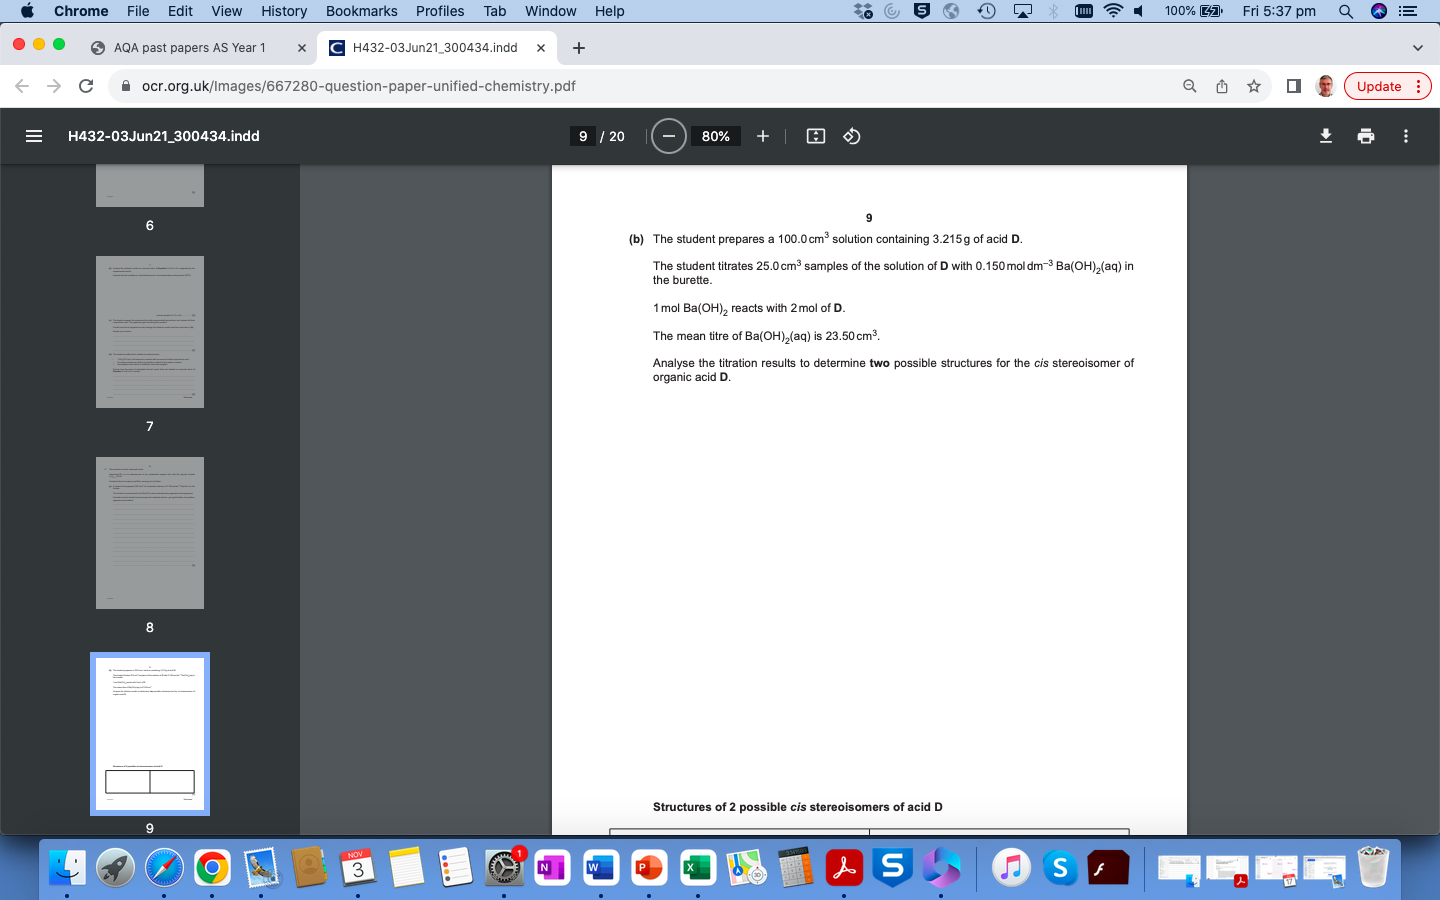 Chrome File Edit View History Bookmarks Profiles Tab Window Help 100% Fri 5:37 pm
AQA past papers AS Year 1 H432-03Jun21_300434.indd
ocr.org.uk/Images/667280-question-paper-unified-chemistry.pdf Update
H432-03Jun21_300434.indd 9 / 20 80%
6
7
8
9
9
(b) The student prepares a 100.0 cm³ solution containing 3.215 g of acid D.
The student titrates 25.0 cm³ samples of the solution of D with 0.150 mol dm⁻³ Ba(OH)₂(aq) in
the burette.
1 mol Ba(OH)₂ reacts with 2 mol of D.
The mean titre of Ba(OH)₂(aq) is 23.50 cm³.
Analyse the titration results to determine two possible structures for the cis stereoisomer of
organic acid D.
Structures of 2 possible cis stereoisomers of acid D
NOV
3
1
N
W
P
X
3D
S
S
f
17